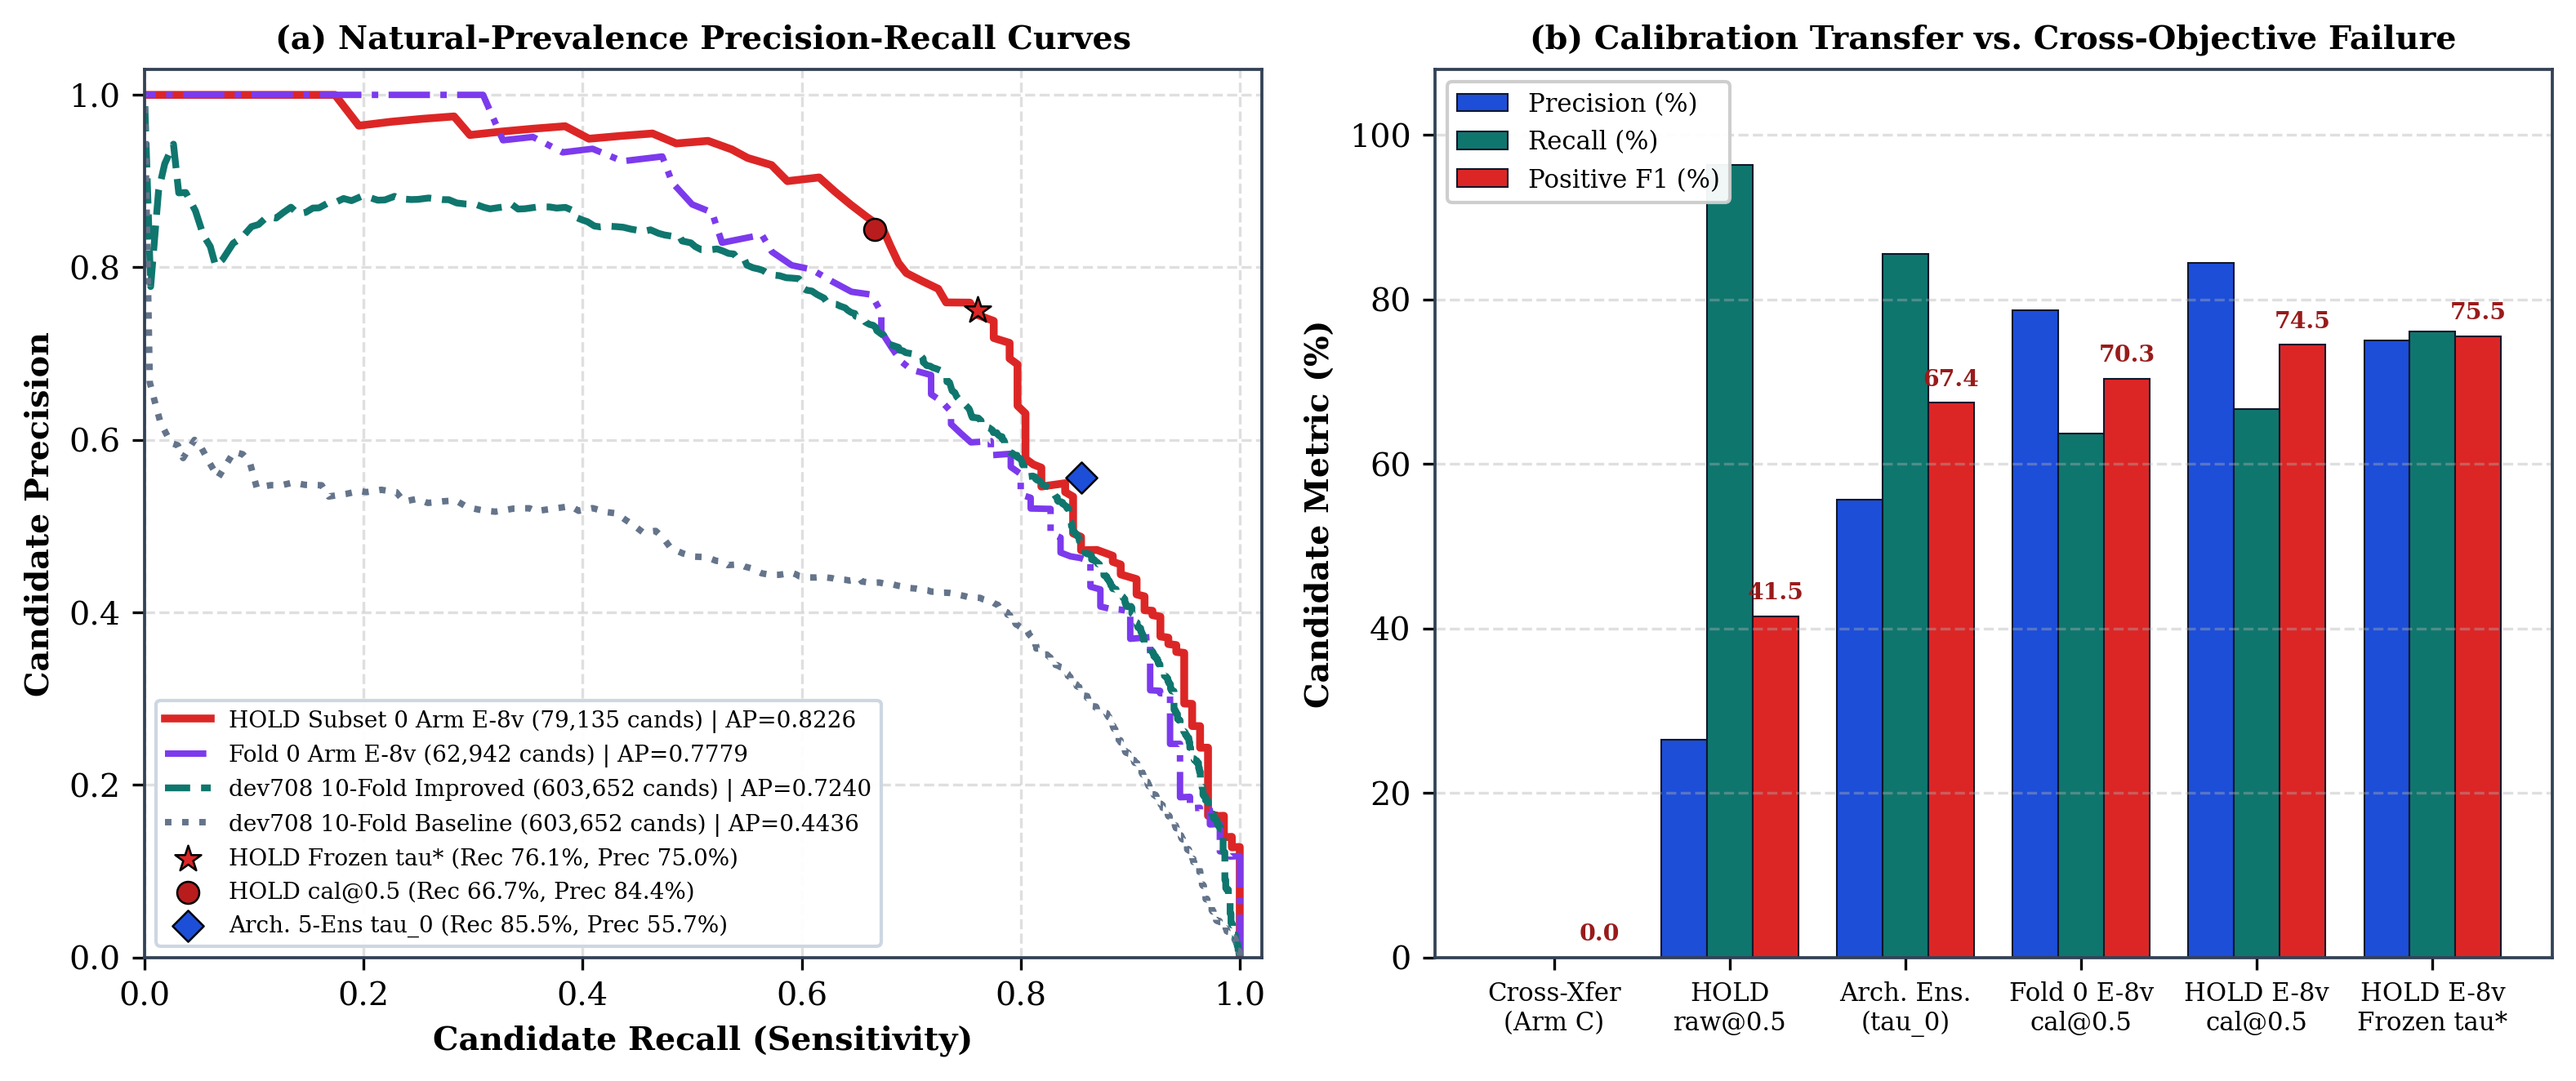 (a) Natural-Prevalence Precision-Recall Curves
Candidate Precision
1.0
0.8
0.6
0.4
0.2
0.0
HOLD Subset 0 Arm E-8v (79,135 cands) | AP=0.8226
Fold 0 Arm E-8v (62,942 cands) | AP=0.7779
dev708 10-Fold Improved (603,652 cands) | AP=0.7240
dev708 10-Fold Baseline (603,652 cands) | AP=0.4436
HOLD Frozen tau* (Rec 76.1%, Prec 75.0%)
HOLD cal@0.5 (Rec 66.7%, Prec 84.4%)
Arch. 5-Ens tau_0 (Rec 85.5%, Prec 55.7%)
0.0 0.2 0.4 0.6 0.8 1.0
Candidate Recall (Sensitivity)
(b) Calibration Transfer vs. Cross-Objective Failure
Candidate Metric (%)
100
80
60
40
20
0
Precision (%)
Recall (%)
Positive F1 (%)
0.0
41.5
67.4
70.3
74.5
75.5
Cross-Xfer
(Arm C)
HOLD
raw@0.5
Arch. Ens.
(tau_0)
Fold 0 E-8v
cal@0.5
HOLD E-8v
cal@0.5
HOLD E-8v
Frozen tau*